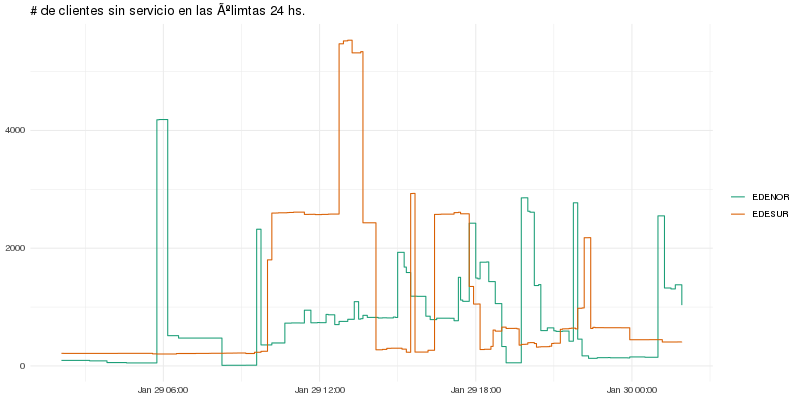 # de clientes sin servicio en las Ãºlimtas 24 hs.
4000
2000
0
Jan 29 06:00
Jan 29 12:00
Jan 29 18:00
Jan 30 00:00
EDENOR
EDESUR